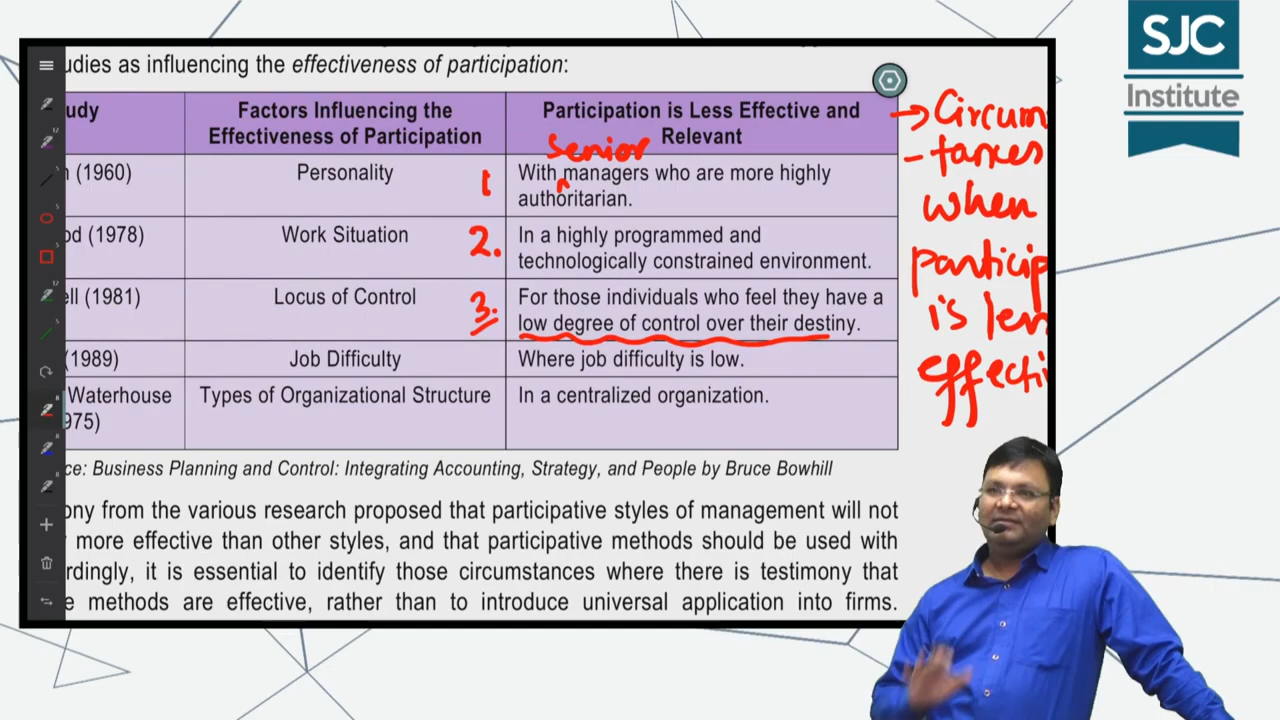 SJC
Institute
udies as influencing the effectiveness of participation:
udy
Factors Influencing the
Effectiveness of Participation
Participation is Less Effective and
Relevant
(1960)
Personality
1
Senior
With managers who are more highly
authoritarian.
od (1978)
Work Situation
2.
In a highly programmed and
technologically constrained environment.
ell (1981)
Locus of Control
3.
For those individuals who feel they have a
low degree of control over their destiny.
(1989)
Job Difficulty
Where job difficulty is low.
Waterhouse
975)
Types of Organizational Structure
In a centralized organization.
ce: Business Planning and Control: Integrating Accounting, Strategy, and People by Bruce Bowhill
ony from the various research proposed that participative styles of management will not
more effective than other styles, and that participative methods should be used with
ordingly, it is essential to identify those circumstances where there is testimony that
e methods are effective, rather than to introduce universal application into firms.
→ Circum
- tances
when
particip
is less
effecti